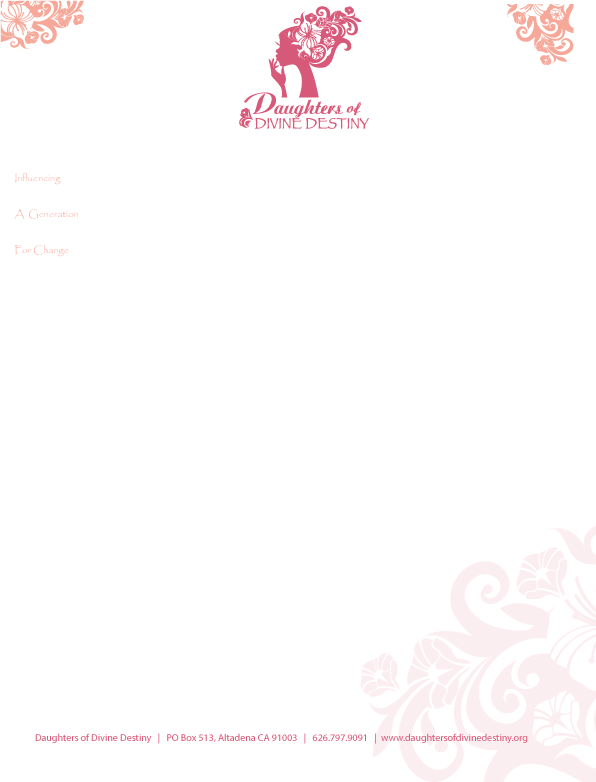 Daughters of
DIVINE DESTINY
Influencing
A Generation
For Change
Daughters of Divine Destiny | PO Box 513, Altadena CA 91003 | 626.797.9091 | www.daughtersofdivinedestiny.org